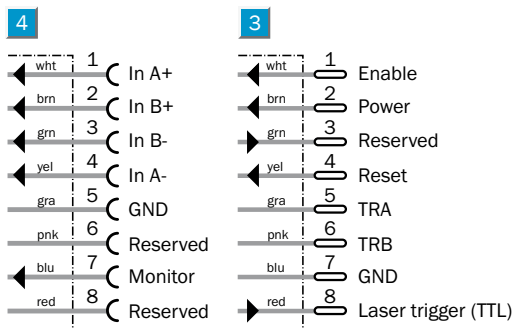 4
wht 1 In A+
brn 2 In B+
grn 3 In B-
yel 4 In A-
gra 5 GND
pnk 6 Reserved
blu 7 Monitor
red 8 Reserved
3
wht 1 Enable
brn 2 Power
grn 3 Reserved
yel 4 Reset
gra 5 TRA
pnk 6 TRB
blu 7 GND
red 8 Laser trigger (TTL)